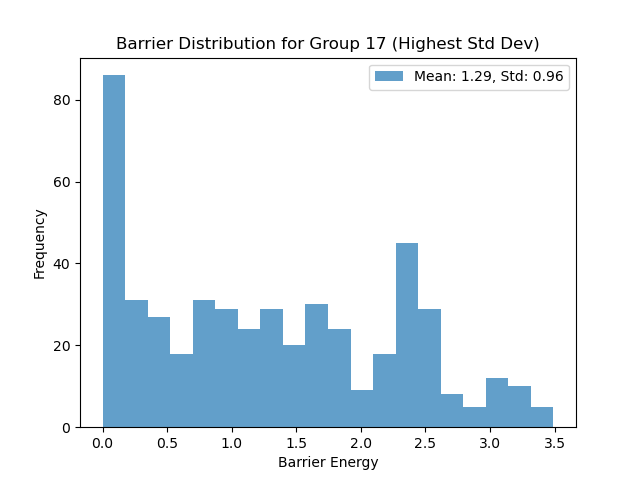 Barrier Distribution for Group 17 (Highest Std Dev)
Mean: 1.29, Std: 0.96
80
60
40
20
0
Frequency
0.0 0.5 1.0 1.5 2.0 2.5 3.0 3.5
Barrier Energy